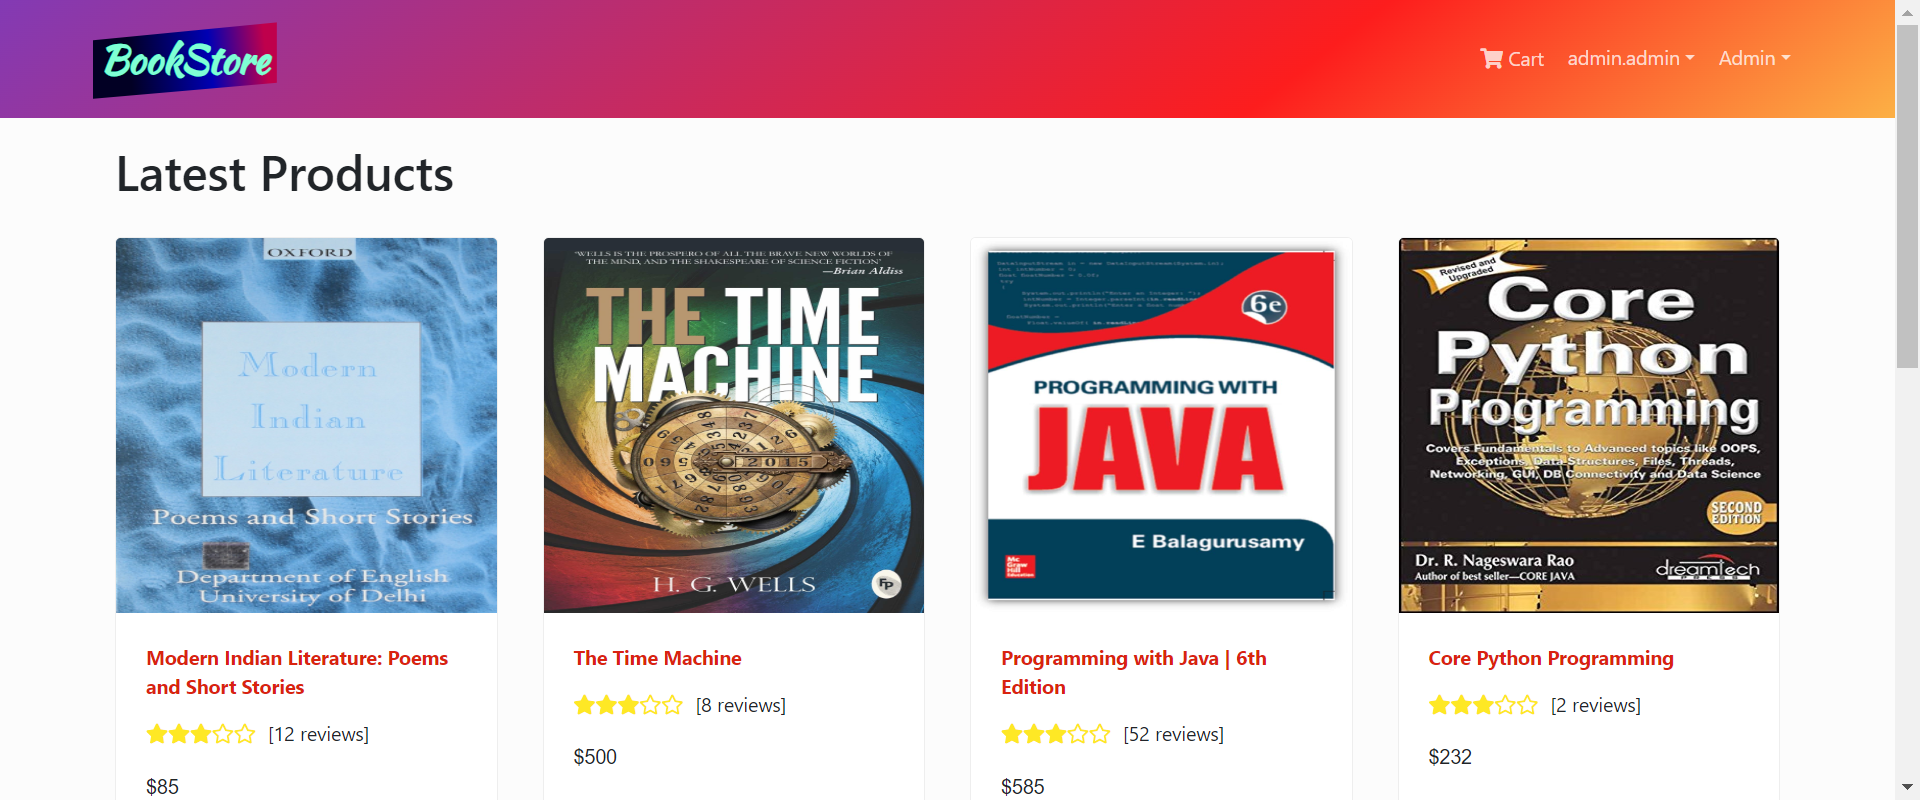 BookStore
Cart
admin.admin
Admin
Latest Products
OXFORD
Modern
Indian
Literature
Poems and Short Stories
Department of English
University of Delhi
"WELLS IS THE PROSPERO OF ALL THE BRAVE NEW WORLDS OF
THE MIND, AND THE SHAKESPEARE OF SCIENCE FICTION"
—Brian Aldiss
THE TIME
MACHINE
2015
H. G. WELLS
FP
6e
PROGRAMMING WITH
JAVA
E Balagurusamy
Mc
Graw
Hill
Education
Revised and
Upgraded
Core
Python
Programming
Covers Fundamentals to Advanced topics like OOPS,
Exceptions, Data Structures, Files, Threads,
Networking, GUI, DB Connectivity and Data Science
SECOND
EDITION
Dr. R. Nageswara Rao
Author of best seller—CORE JAVA
dreamtech
PRESS
Modern Indian Literature: Poems
and Short Stories
[12 reviews]
$85
The Time Machine
[8 reviews]
$500
Programming with Java | 6th
Edition
[52 reviews]
$585
Core Python Programming
[2 reviews]
$232